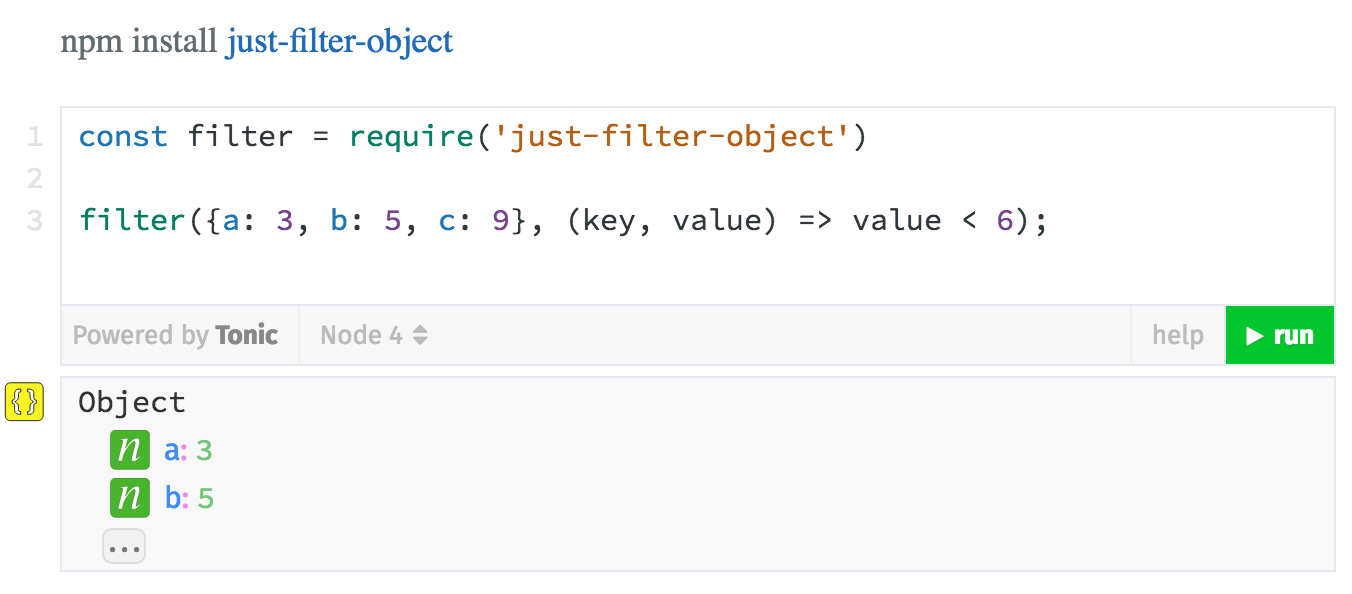 npm install just-filter-object
1 const filter = require('just-filter-object')
2
3 filter({a: 3, b: 5, c: 9}, (key, value) => value < 6);
Powered by Tonic Node 4 help run
{} Object
n a: 3
n b: 5
...